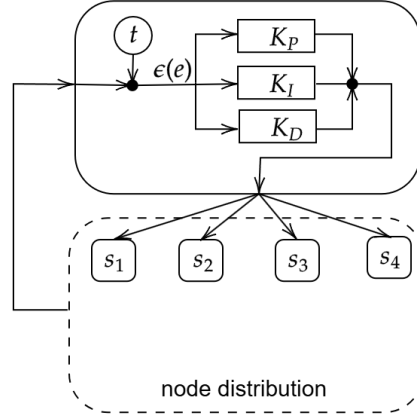 t
ϵ(e)
K_P
K_I
K_D
s_1
s_2
s_3
s_4
node distribution